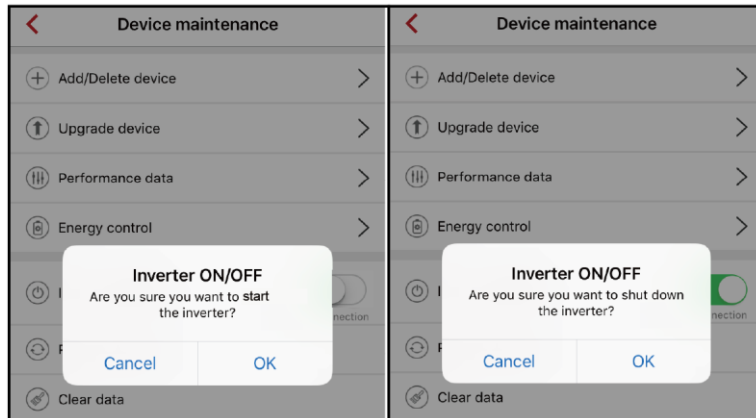 Device maintenance
Add/Delete device
Upgrade device
Performance data
Energy control
Inverter ON/OFF
Are you sure you want to start
the inverter?
nection
Cancel
OK
Clear data
Device maintenance
Add/Delete device
Upgrade device
Performance data
Energy control
Inverter ON/OFF
Are you sure you want to shut down
the inverter?
nection
Cancel
OK
Clear data